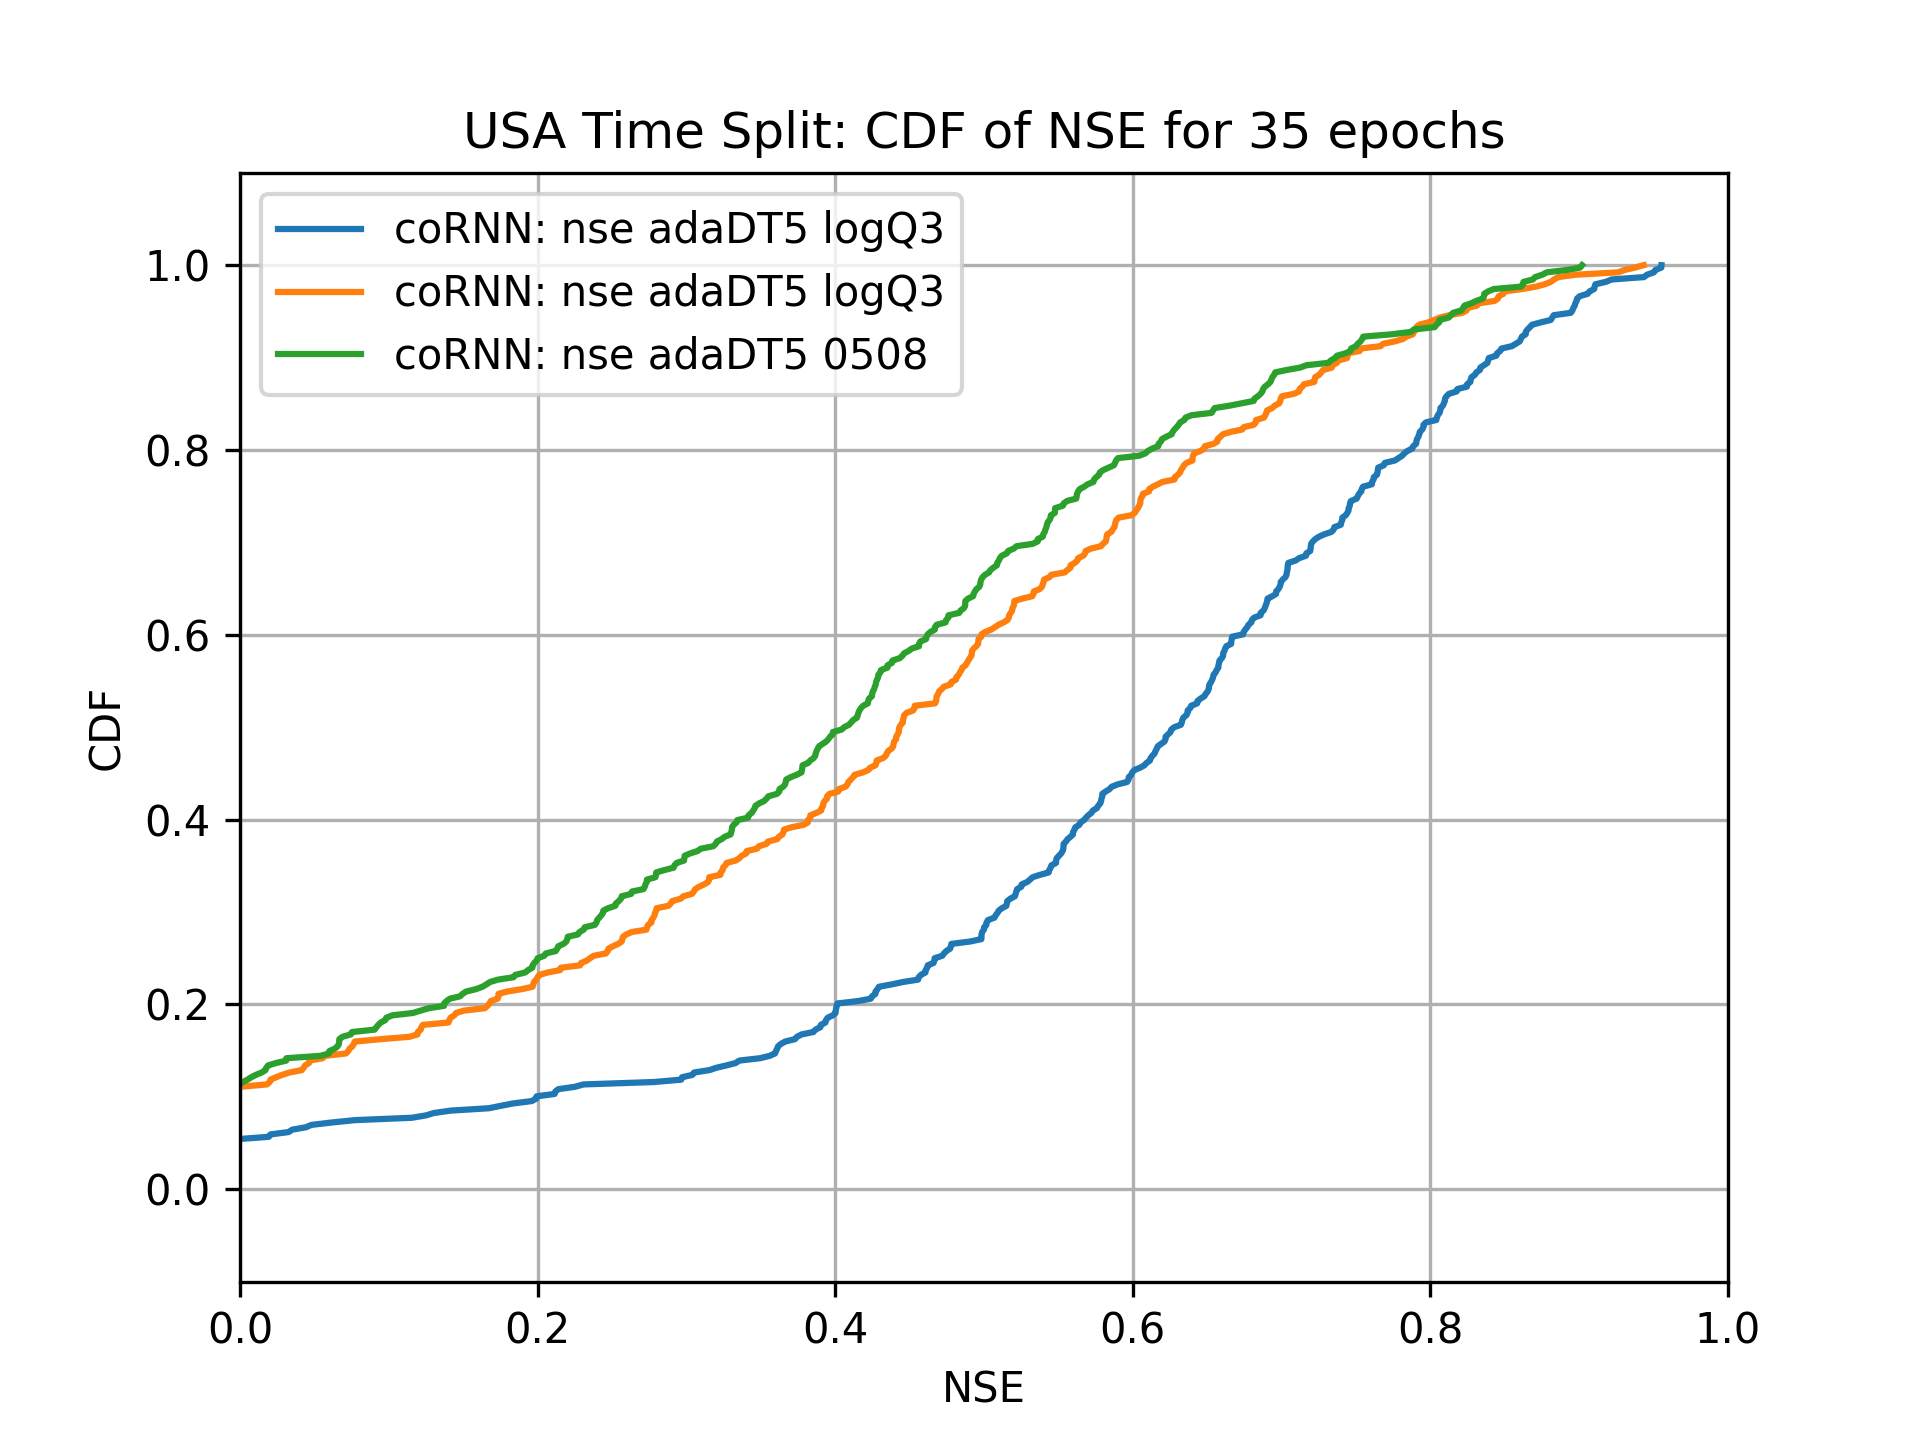 USA Time Split: CDF of NSE for 35 epochs
coRNN: nse adaDT5 logQ3
coRNN: nse adaDT5 logQ3
coRNN: nse adaDT5 0508
1.0
0.8
0.6
0.4
0.2
0.0
CDF
0.0 0.2 0.4 0.6 0.8 1.0
NSE